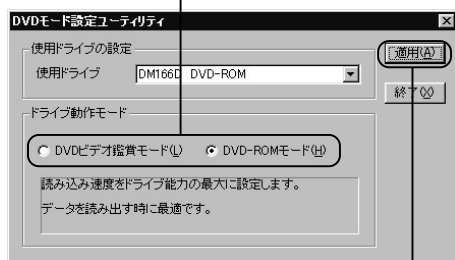 DVDモード設定ユーティリティ
使用ドライブの設定
使用ドライブ DM166D DVD-ROM
適用(A)
終了(X)
ドライブ動作モード
DVDビデオ鑑賞モード(L) DVD-ROMモード(H)
読み込み速度をドライブ能力の最大に設定します。
データを読み出す時に最適です。